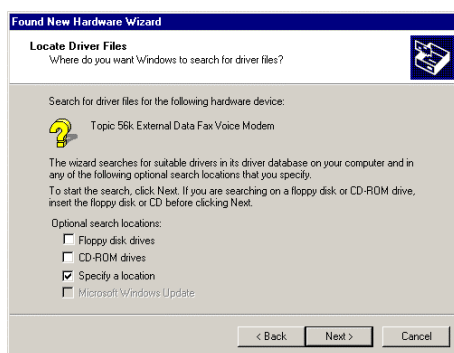 Found New Hardware Wizard
Locate Driver Files
Where do you want Windows to search for driver files?
Search for driver files for the following hardware device:
Topic 56k External Data Fax Voice Modem
The wizard searches for suitable drivers in its driver database on your computer and in
any of the following optional search locations that you specify.
To start the search, click Next. If you are searching on a floppy disk or CD-ROM drive,
insert the floppy disk or CD before clicking Next.
Optional search locations:
Floppy disk drives
CD-ROM drives
Specify a location
Microsoft Windows Update
< Back Next > Cancel